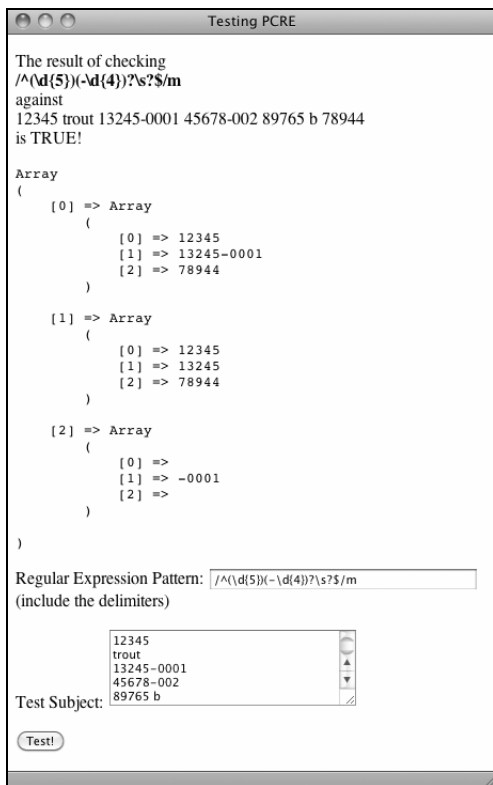 Testing PCRE
The result of checking
/^(\d{5})(-\d{4})?\s?$/m
against
12345 trout 13245-0001 45678-002 89765 b 78944
is TRUE!
Array
(
[0] => Array
(
[0] => 12345
[1] => 13245-0001
[2] => 78944
)
[1] => Array
(
[0] => 12345
[1] => 13245
[2] => 78944
)
[2] => Array
(
[0] =>
[1] => -0001
[2] =>
)
)
Regular Expression Pattern: /^(\d{5})(-\d{4})?\s?$/m
(include the delimiters)
12345
trout
13245-0001
45678-002
89765 b
Test Subject:
Test!